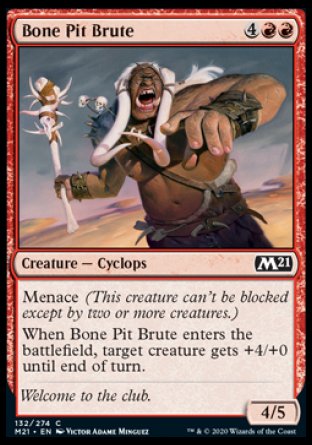 Bone Pit Brute 4
Creature — Cyclops M21
Menace (This creature can't be blocked
except by two or more creatures.)
When Bone Pit Brute enters the
battlefield, target creature gets +4/+0
until end of turn.
Welcome to the club.
4/5
132/274 C
M21 • EN VICTOR ADAME MINGUEZ
™ & © 2020 Wizards of the Coast